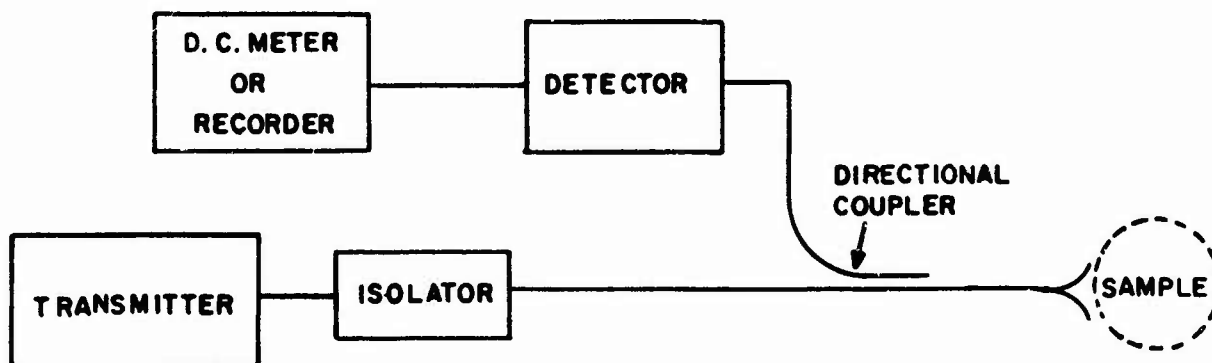 D. C. METER
OR
RECORDER
DETECTOR
DIRECTIONAL
COUPLER
TRANSMITTER
ISOLATOR
SAMPLE